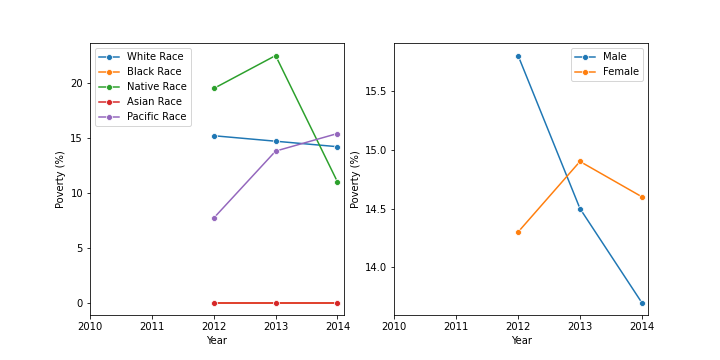 White Race
Black Race
Native Race
Asian Race
Pacific Race
Poverty (%)
20
15
10
5
0
2010 2011 2012 2013 2014
Year
Male
Female
Poverty (%)
15.5
15.0
14.5
14.0
2010 2011 2012 2013 2014
Year